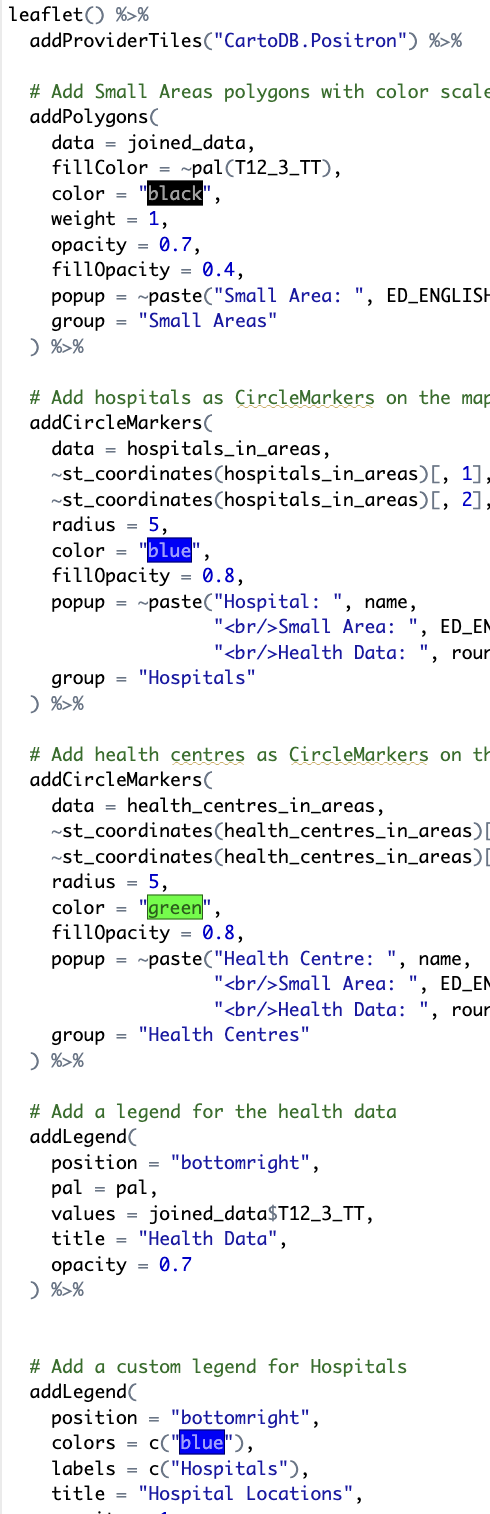 leaflet() %>%
  addProviderTiles("CartoDB.Positron") %>%

  # Add Small Areas polygons with color scale
  addPolygons(
    data = joined_data,
    fillColor = ~pal(T12_3_TT),
    color = "black",
    weight = 1,
    opacity = 0.7,
    fillOpacity = 0.4,
    popup = ~paste("Small Area: ", ED_ENGLISH
    group = "Small Areas"
  ) %>%

  # Add hospitals as CircleMarkers on the map
  addCircleMarkers(
    data = hospitals_in_areas,
    ~st_coordinates(hospitals_in_areas)[, 1],
    ~st_coordinates(hospitals_in_areas)[, 2],
    radius = 5,
    color = "blue",
    fillOpacity = 0.8,
    popup = ~paste("Hospital: ", name,
                   "<br/>Small Area: ", ED_EN
                   "<br/>Health Data: ", roun
    group = "Hospitals"
  ) %>%

  # Add health centres as CircleMarkers on th
  addCircleMarkers(
    data = health_centres_in_areas,
    ~st_coordinates(health_centres_in_areas)[
    ~st_coordinates(health_centres_in_areas)[
    radius = 5,
    color = "green",
    fillOpacity = 0.8,
    popup = ~paste("Health Centre: ", name,
                   "<br/>Small Area: ", ED_EN
                   "<br/>Health Data: ", roun
    group = "Health Centres"
  ) %>%

  # Add a legend for the health data
  addLegend(
    position = "bottomright",
    pal = pal,
    values = joined_data$T12_3_TT,
    title = "Health Data",
    opacity = 0.7
  ) %>%


  # Add a custom legend for Hospitals
  addLegend(
    position = "bottomright",
    colors = c("blue"),
    labels = c("Hospitals"),
    title = "Hospital Locations",